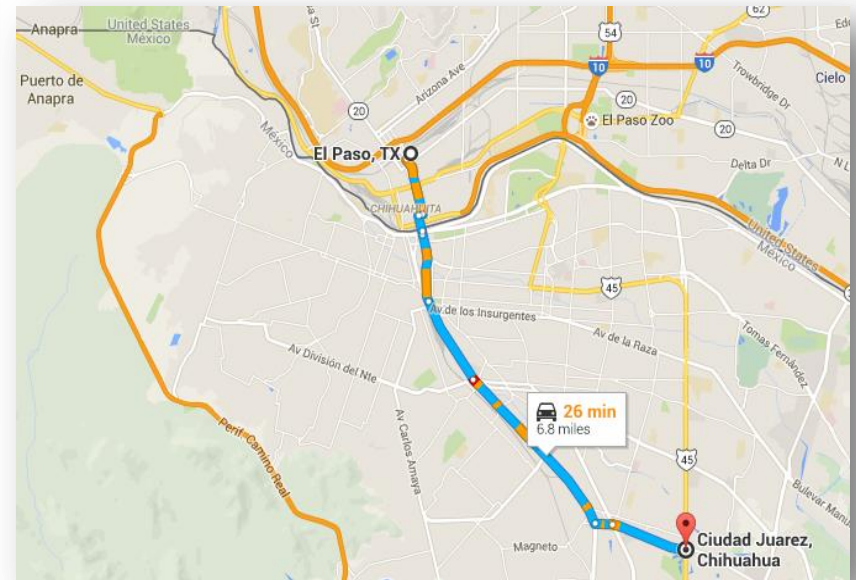 Anapra
United States
México
Puerto de
Anapra
México
20
Arizona Ave
54
62
10
10
Trowbridge Dr
Cielo
20
El Paso Zoo
20
El Paso, TX
Delta Dr
CHIHUAHUITA
United States
México
45
Av de los Insurgentes
Av de la Raza
Tomas Fernández
Av División del Nte
26 min
6.8 miles
Perif. Camino Real
Av Carlos Amaya
45
Magneto
Ciudad Juarez,
Chihuahua